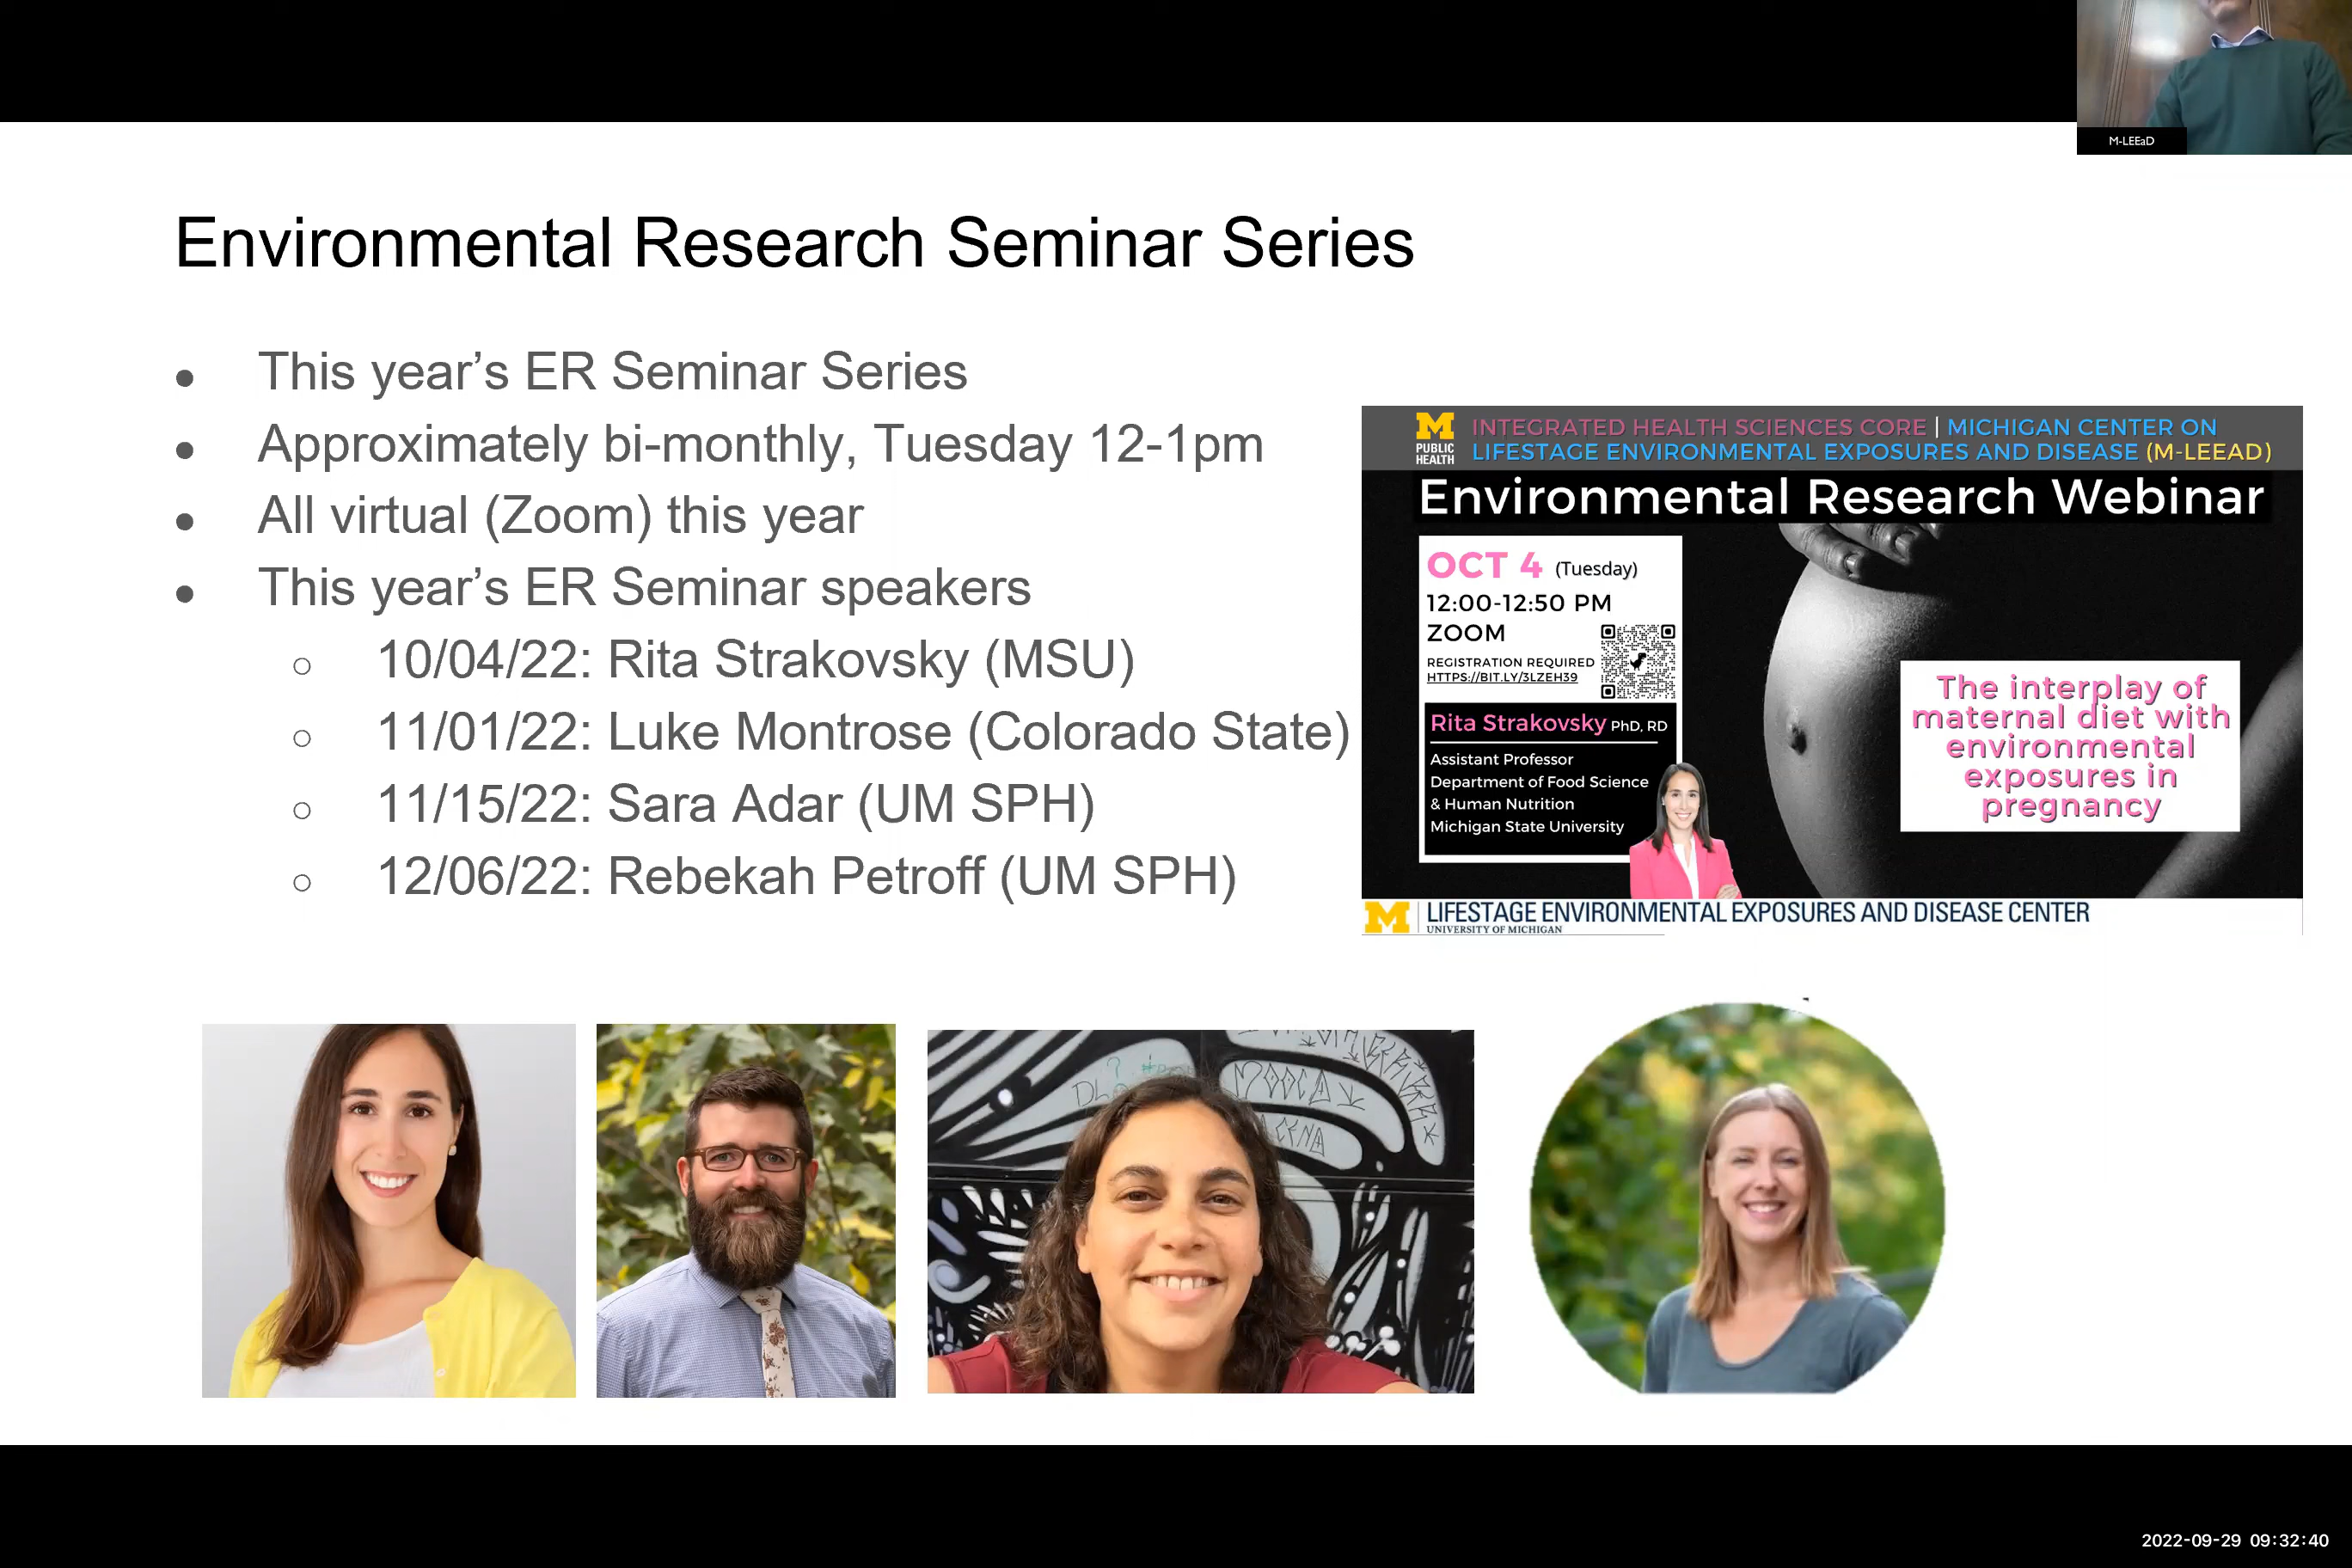 M-LEEaD
Environmental Research Seminar Series
● This year's ER Seminar Series
● Approximately bi-monthly, Tuesday 12-1pm
● All virtual (Zoom) this year
● This year's ER Seminar speakers
○ 10/04/22: Rita Strakovsky (MSU)
○ 11/01/22: Luke Montrose (Colorado State)
○ 11/15/22: Sara Adar (UM SPH)
○ 12/06/22: Rebekah Petroff (UM SPH)
M
PUBLIC
HEALTH
INTEGRATED HEALTH SCIENCES CORE | MICHIGAN CENTER ON
LIFESTAGE ENVIRONMENTAL EXPOSURES AND DISEASE (M-LEEAD)
Environmental Research Webinar
OCT 4 (Tuesday)
12:00-12:50 PM
ZOOM
REGISTRATION REQUIRED
HTTPS://BIT.LY/3LZEH39
Rita Strakovsky PhD, RD
Assistant Professor
Department of Food Science
& Human Nutrition
Michigan State University
The interplay of
maternal diet with
environmental
exposures in
pregnancy
M LIFESTAGE ENVIRONMENTAL EXPOSURES AND DISEASE CENTER
UNIVERSITY OF MICHIGAN
2022-09-29 09:32:40